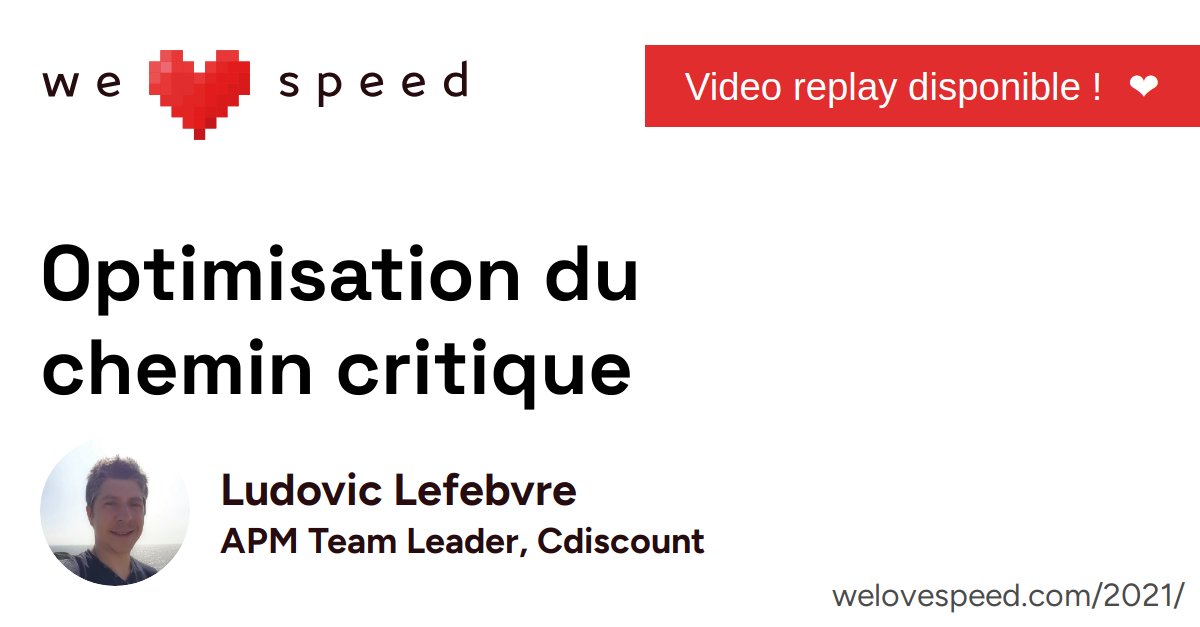 we ❤ speed
Video replay disponible ! ❤
Optimisation du
chemin critique
Ludovic Lefebvre
APM Team Leader, Cdiscount
welovespeed.com/2021/